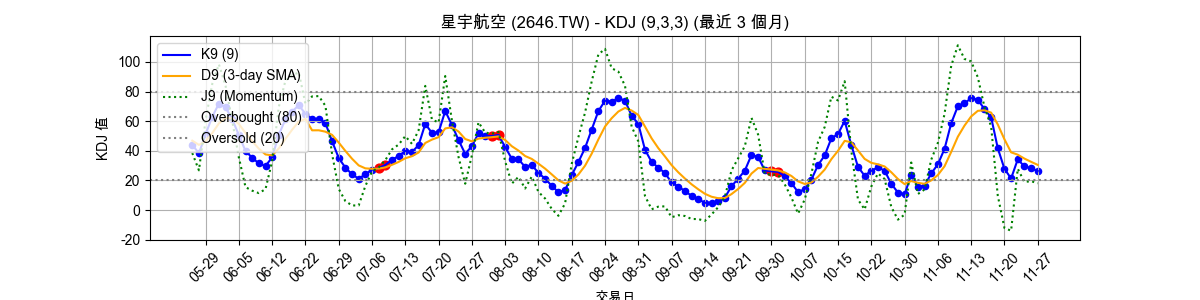 星宇航空 (2646.TW) - KDJ (9,3,3) (最近 3 個月)
KDJ 值
100
80
60
40
20
0
-20
K9 (9)
D9 (3-day SMA)
J9 (Momentum)
Overbought (80)
Oversold (20)
05-29 06-05 06-12 06-22 06-29 07-06 07-13 07-20 07-27 08-03 08-10 08-17 08-24 08-31 09-07 09-14 09-21 09-30 10-07 10-15 10-22 10-30 11-06 11-13 11-20 11-27
交易日